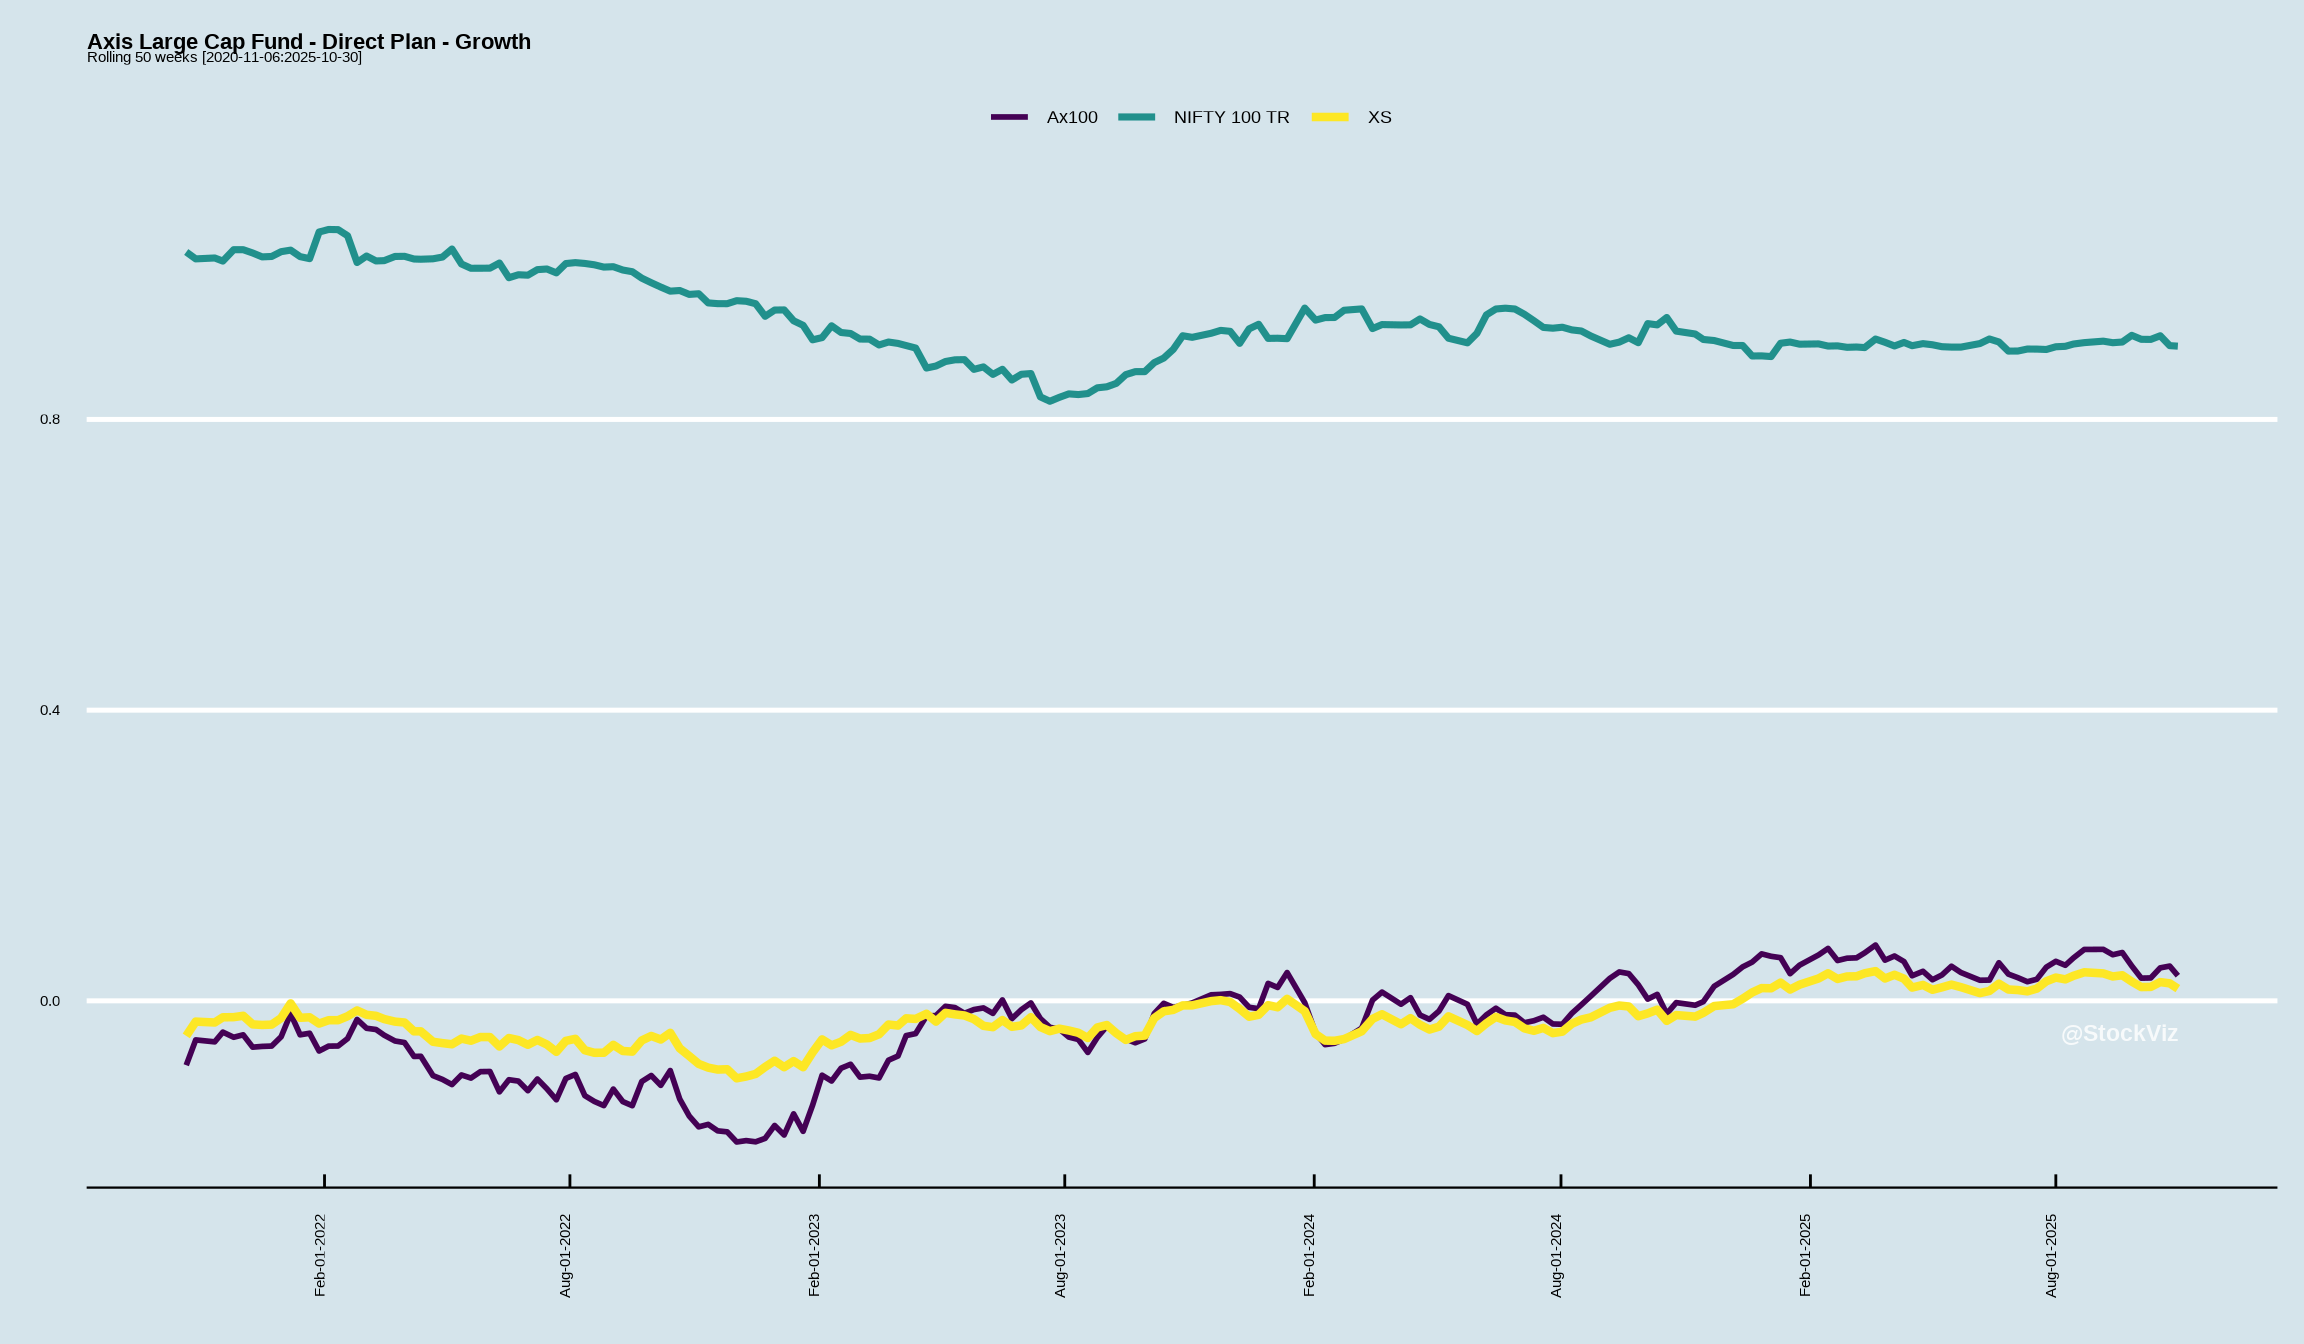 Axis Large Cap Fund - Direct Plan - Growth
Rolling 50 weeks [2020-11-06:2025-10-30]
Ax100 NIFTY 100 TR XS
0.8
0.4
0.0
@StockViz
Feb-01-2022
Aug-01-2022
Feb-01-2023
Aug-01-2023
Feb-01-2024
Aug-01-2024
Feb-01-2025
Aug-01-2025